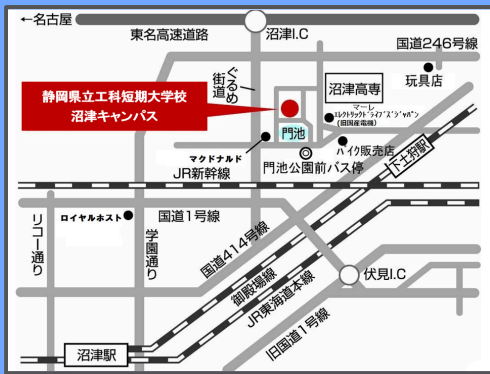 ←名古屋
東名高速道路
沼津I.C
国道246号線
ぐるめ
街道
沼津高専
玩具店
静岡県立工科短期大学校
沼津キャンパス
マーレ
エレクトリックドライブズジャパン
(旧国産電機)
門池
マクドナルド
バイク販売店
門池公園前バス停
下土狩駅
JR新幹線
国道1号線
ロイヤルホスト
リコー通り
学園通り
国道414号線
御殿場線
JR東海道本線
伏見I.C
旧国道1号線
沼津駅